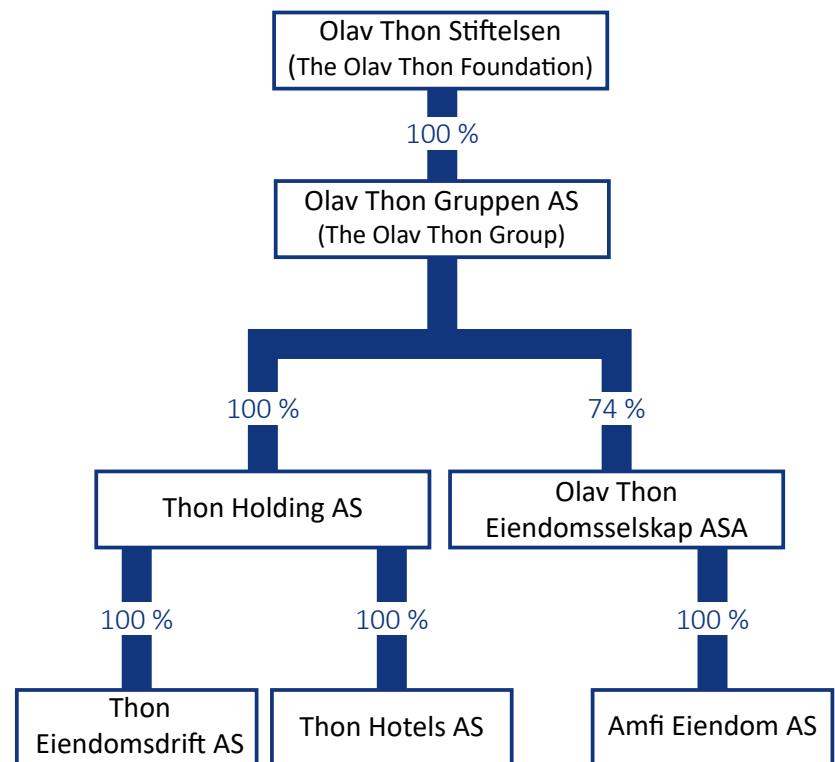 Olav Thon Stiftelsen
(The Olav Thon Foundation)
100 %
Olav Thon Gruppen AS
(The Olav Thon Group)
100 %
74 %
Thon Holding AS
Olav Thon
Eiendomsselskap ASA
100 %
100 %
100 %
Thon
Eiendomsdrift AS
Thon Hotels AS
Amfi Eiendom AS